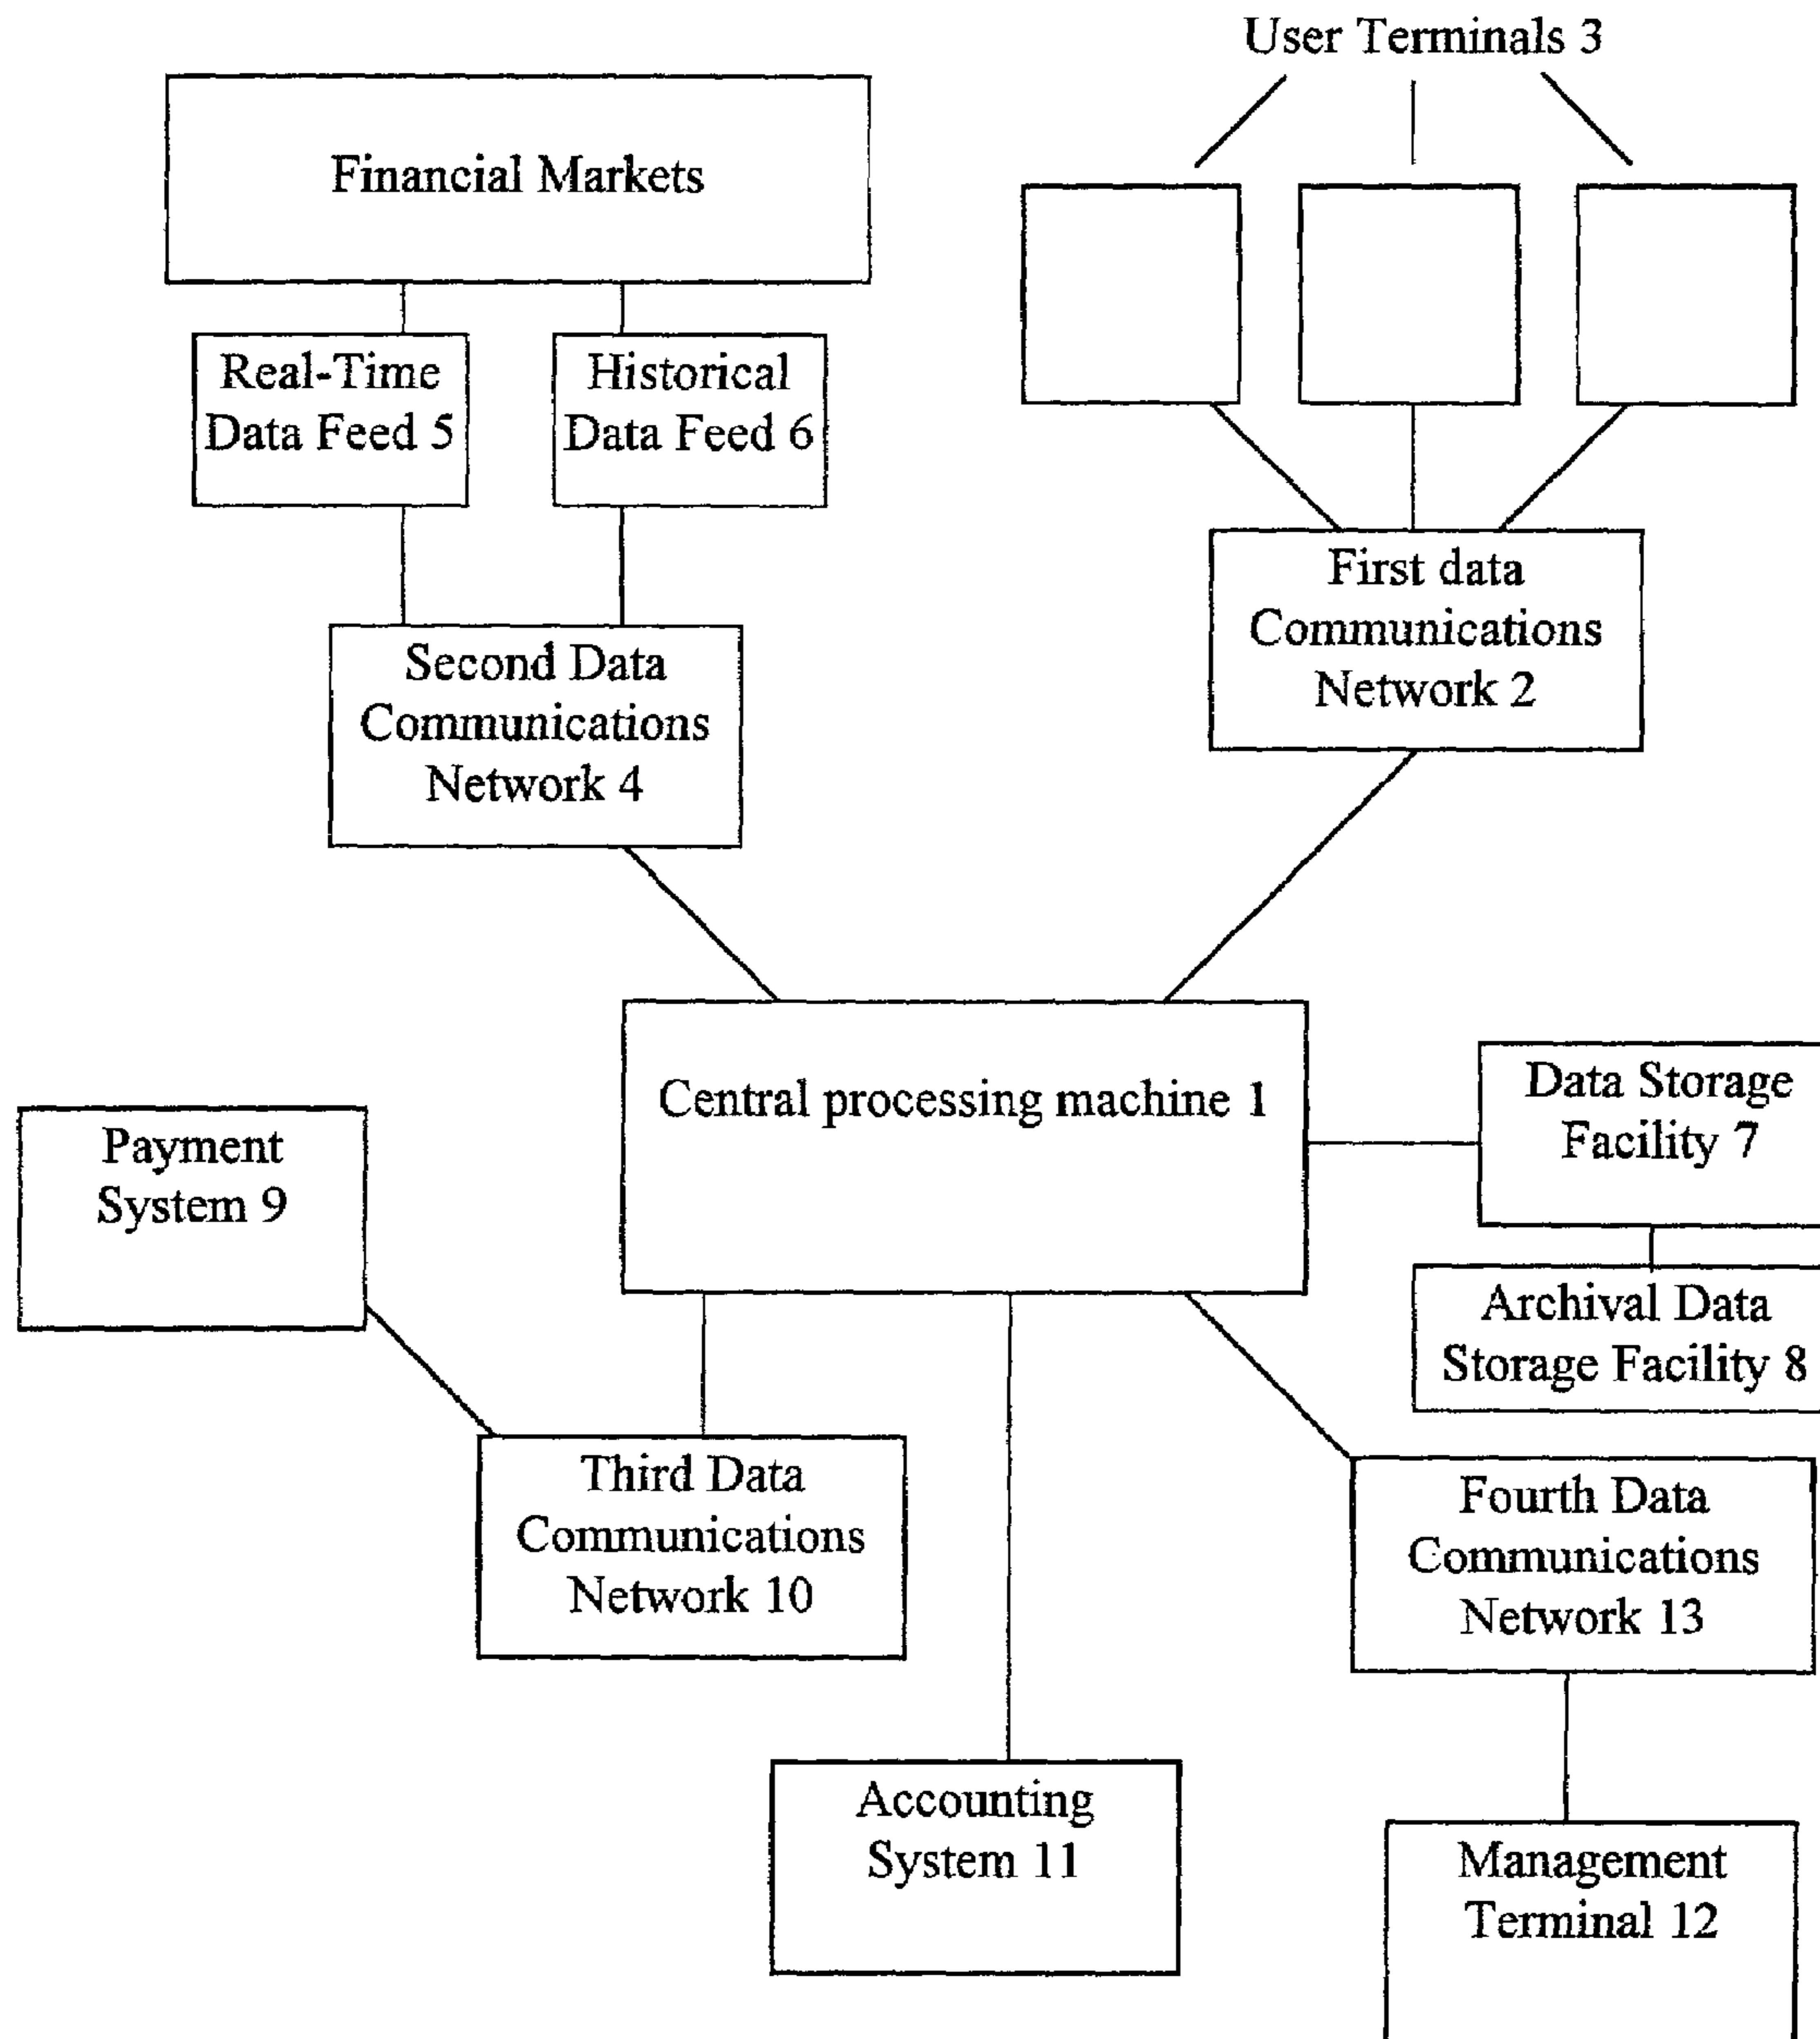 User Terminals 3
Financial Markets
Real-Time
Data Feed 5
Historical
Data Feed 6
First data
Communications
Network 2
Second Data
Communications
Network 4
Central processing machine 1
Data Storage
Facility 7
Payment
System 9
Archival Data
Storage Facility 8
Third Data
Communications
Network 10
Fourth Data
Communications
Network 13
Accounting
System 11
Management
Terminal 12